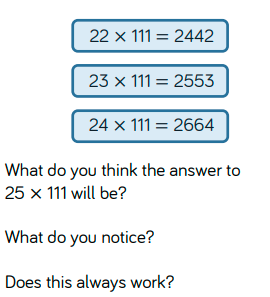 22 × 111 = 2442
23 × 111 = 2553
24 × 111 = 2664
What do you think the answer to
25 × 111 will be?
What do you notice?
Does this always work?